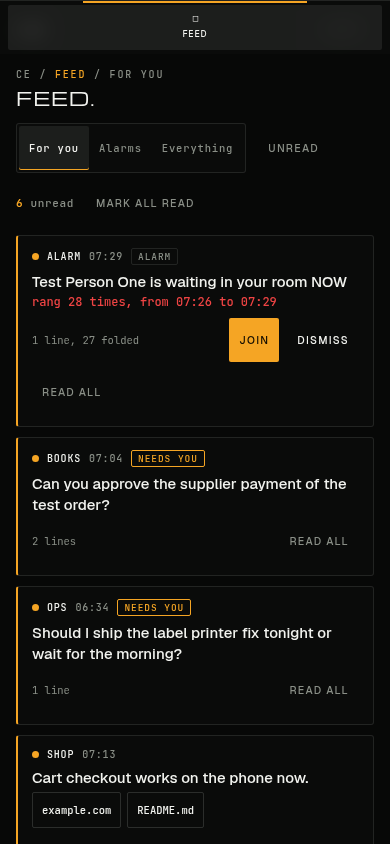 FEED
CE / FEED / FOR YOU
FEED.
For you Alarms Everything UNREAD
6 unread MARK ALL READ
ALARM 07:29 ALARM
Test Person One is waiting in your room NOW
rang 28 times, from 07:26 to 07:29
1 line, 27 folded JOIN DISMISS
READ ALL
BOOKS 07:04 NEEDS YOU
Can you approve the supplier payment of the
test order?
2 lines READ ALL
OPS 06:34 NEEDS YOU
Should I ship the label printer fix tonight or
wait for the morning?
1 line READ ALL
SHOP 07:13
Cart checkout works on the phone now.
example.com README.md